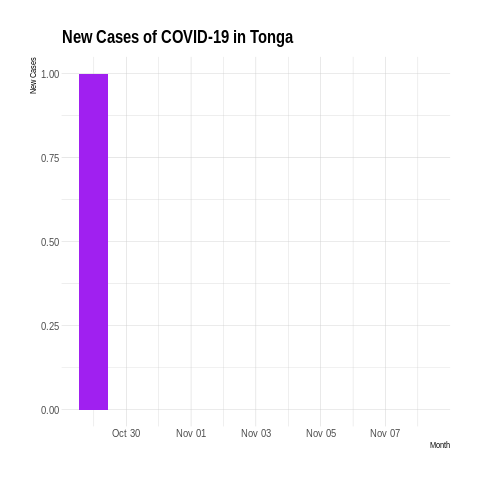 New Cases of COVID-19 in Tonga
New Cases
1.00
0.75
0.50
0.25
0.00
Oct 30 Nov 01 Nov 03 Nov 05 Nov 07
Month